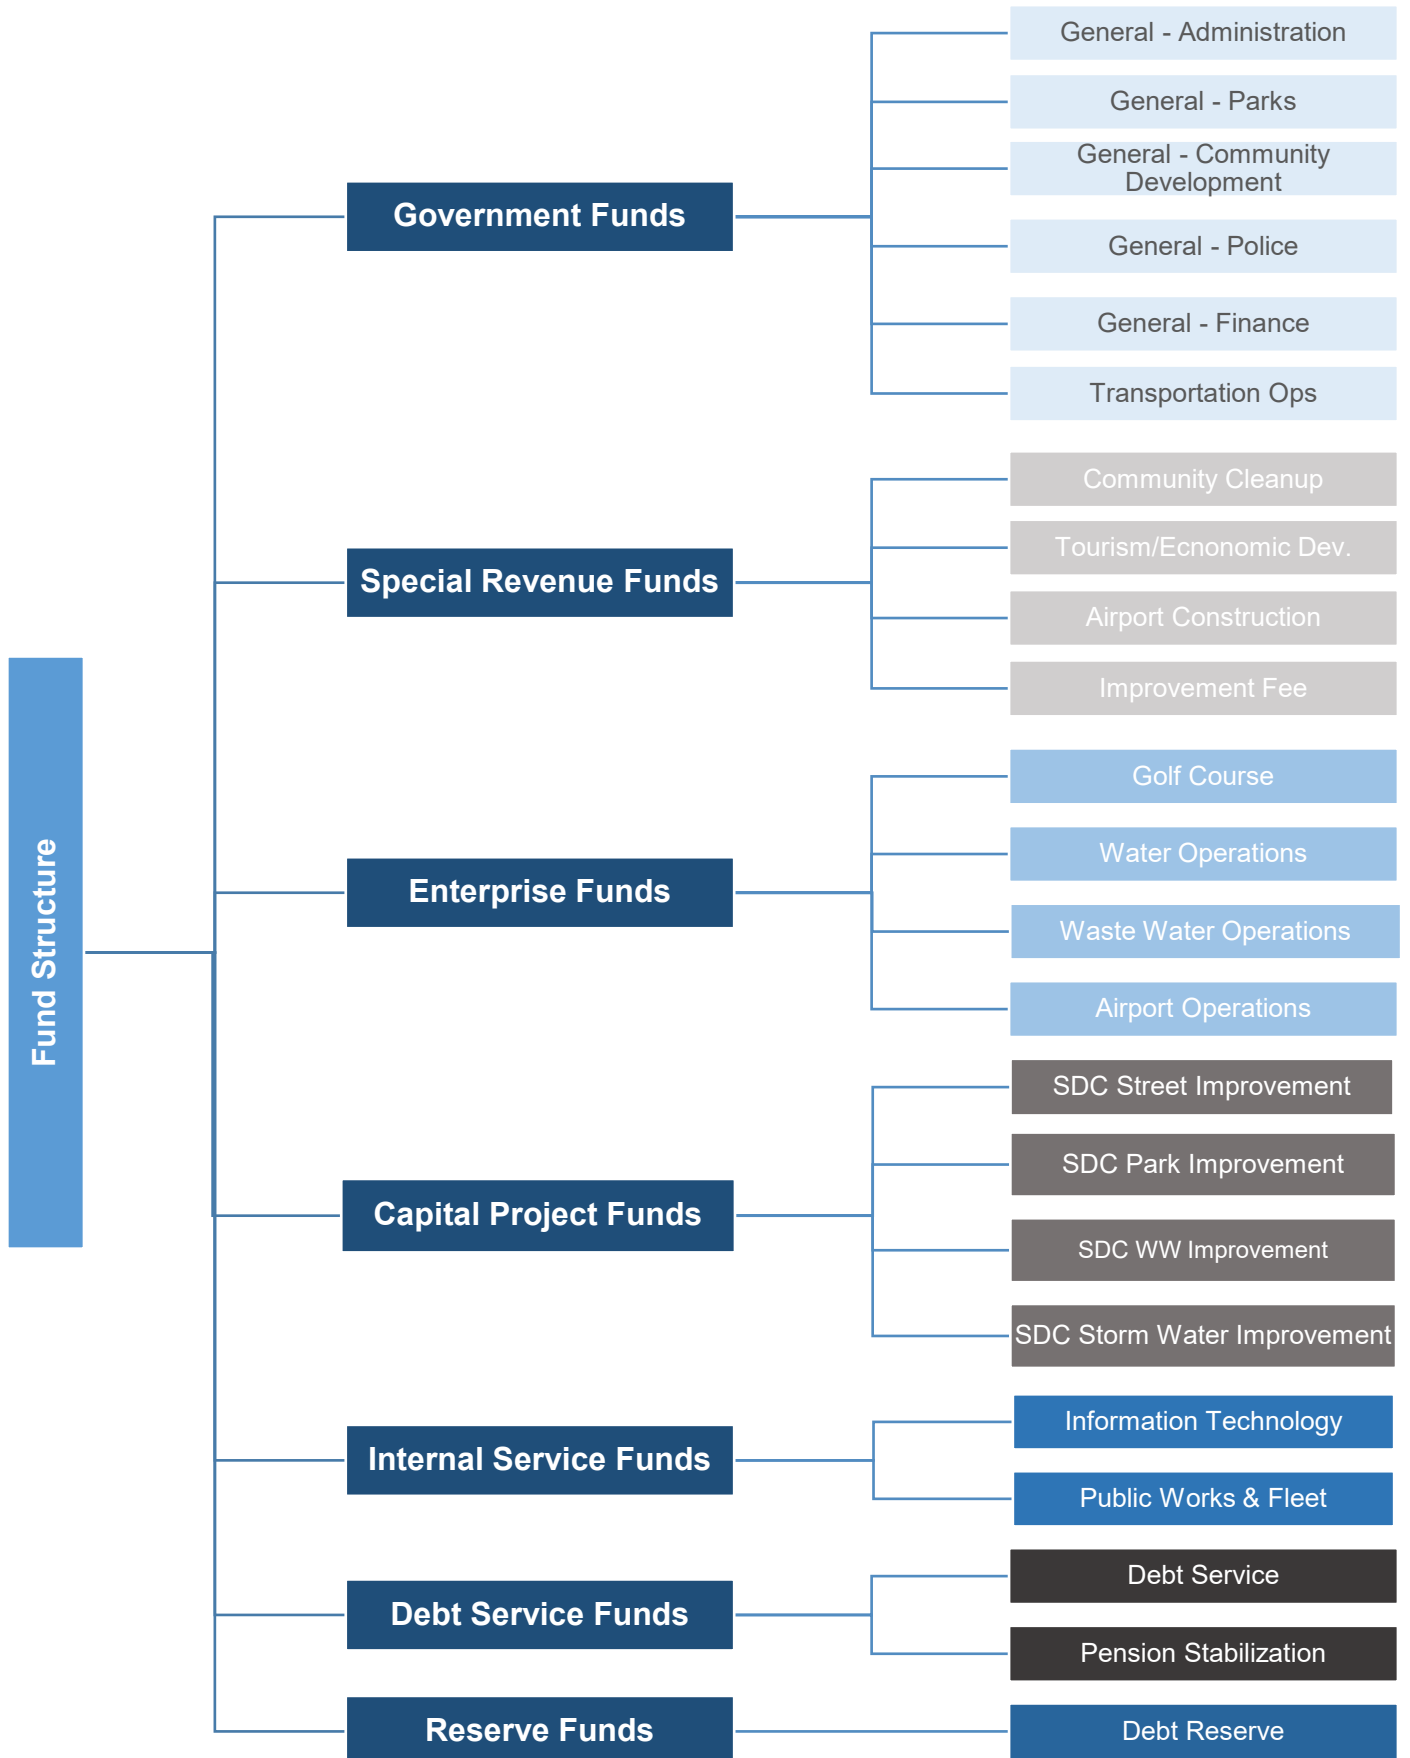 Fund Structure
Government Funds
General - Administration
General - Parks
General - Community
Development
General - Police
General - Finance
Transportation Ops
Special Revenue Funds
Community Cleanup
Tourism/Ecnonomic Dev.
Airport Construction
Improvement Fee
Enterprise Funds
Golf Course
Water Operations
Waste Water Operations
Airport Operations
Capital Project Funds
SDC Street Improvement
SDC Park Improvement
SDC WW Improvement
SDC Storm Water Improvement
Internal Service Funds
Information Technology
Public Works & Fleet
Debt Service Funds
Debt Service
Pension Stabilization
Reserve Funds
Debt Reserve